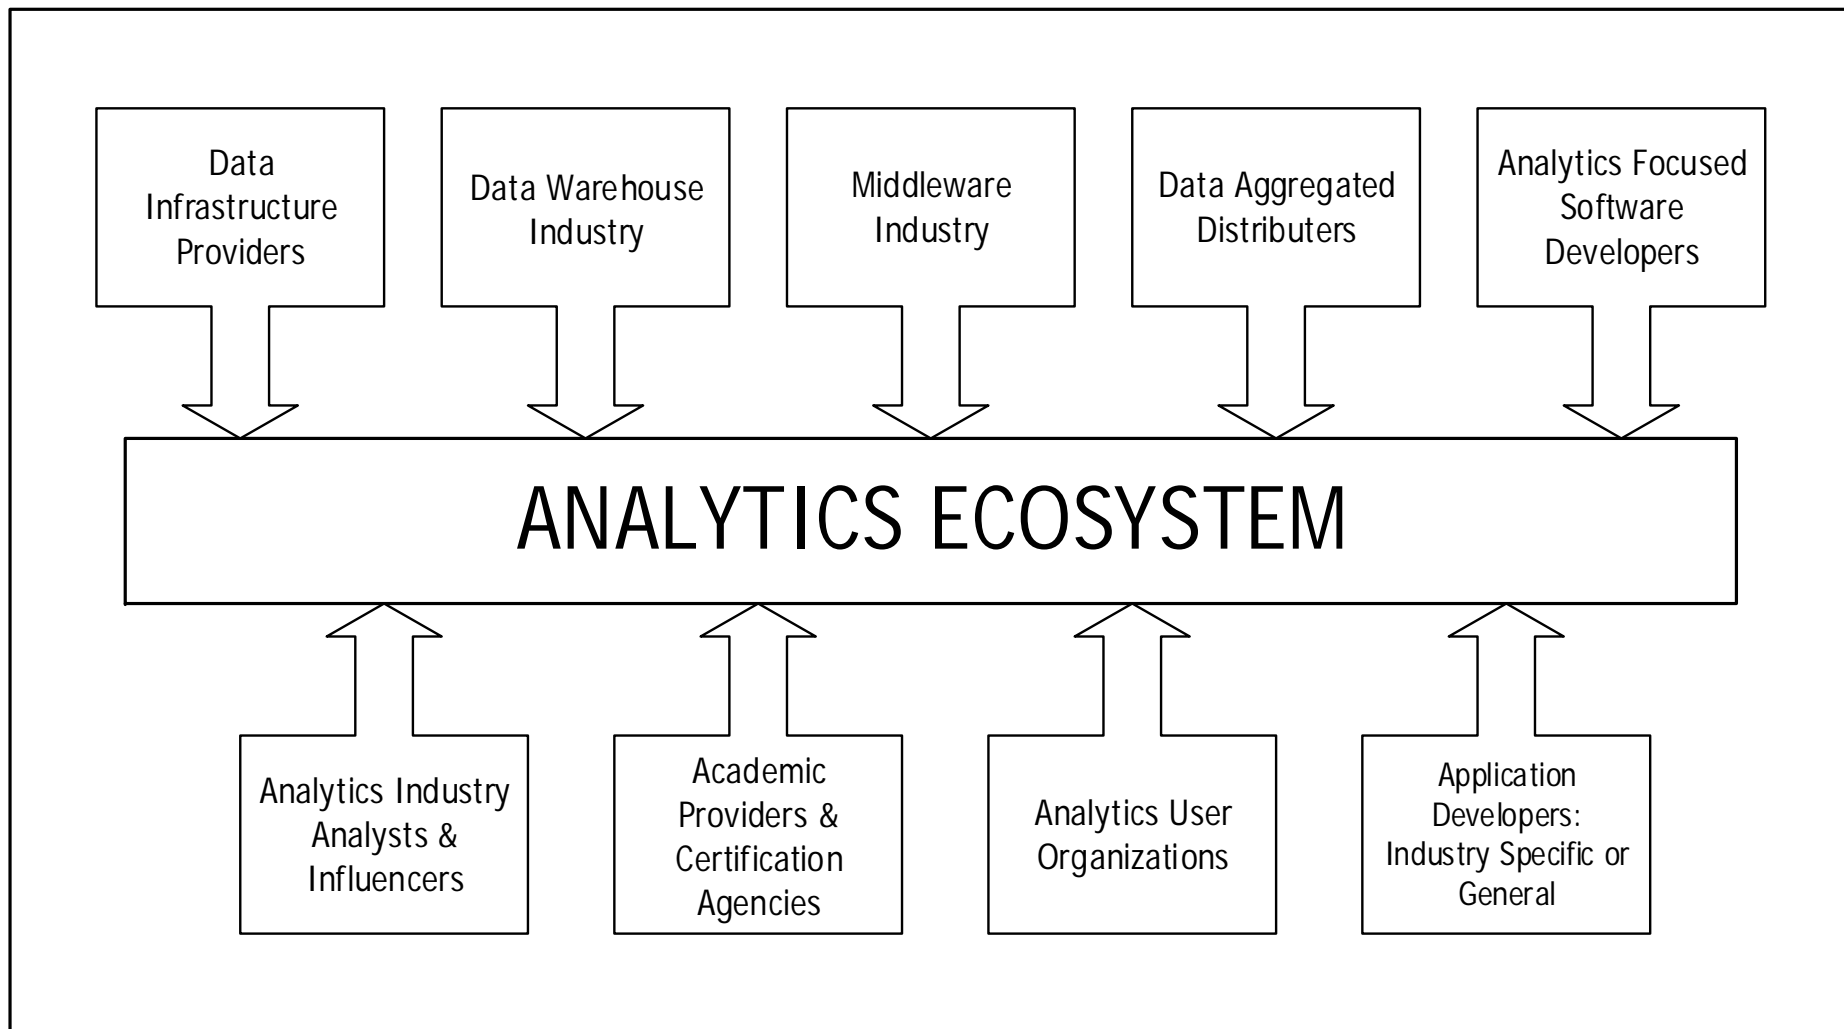 Data
Infrastructure
Providers
Data Warehouse
Industry
Middleware
Industry
Data Aggregated
Distributers
Analytics Focused
Software
Developers
ANALYTICS ECOSYSTEM
Analytics Industry
Analysts &
Influencers
Academic
Providers &
Certification
Agencies
Analytics User
Organizations
Application
Developers:
Industry Specific or
General